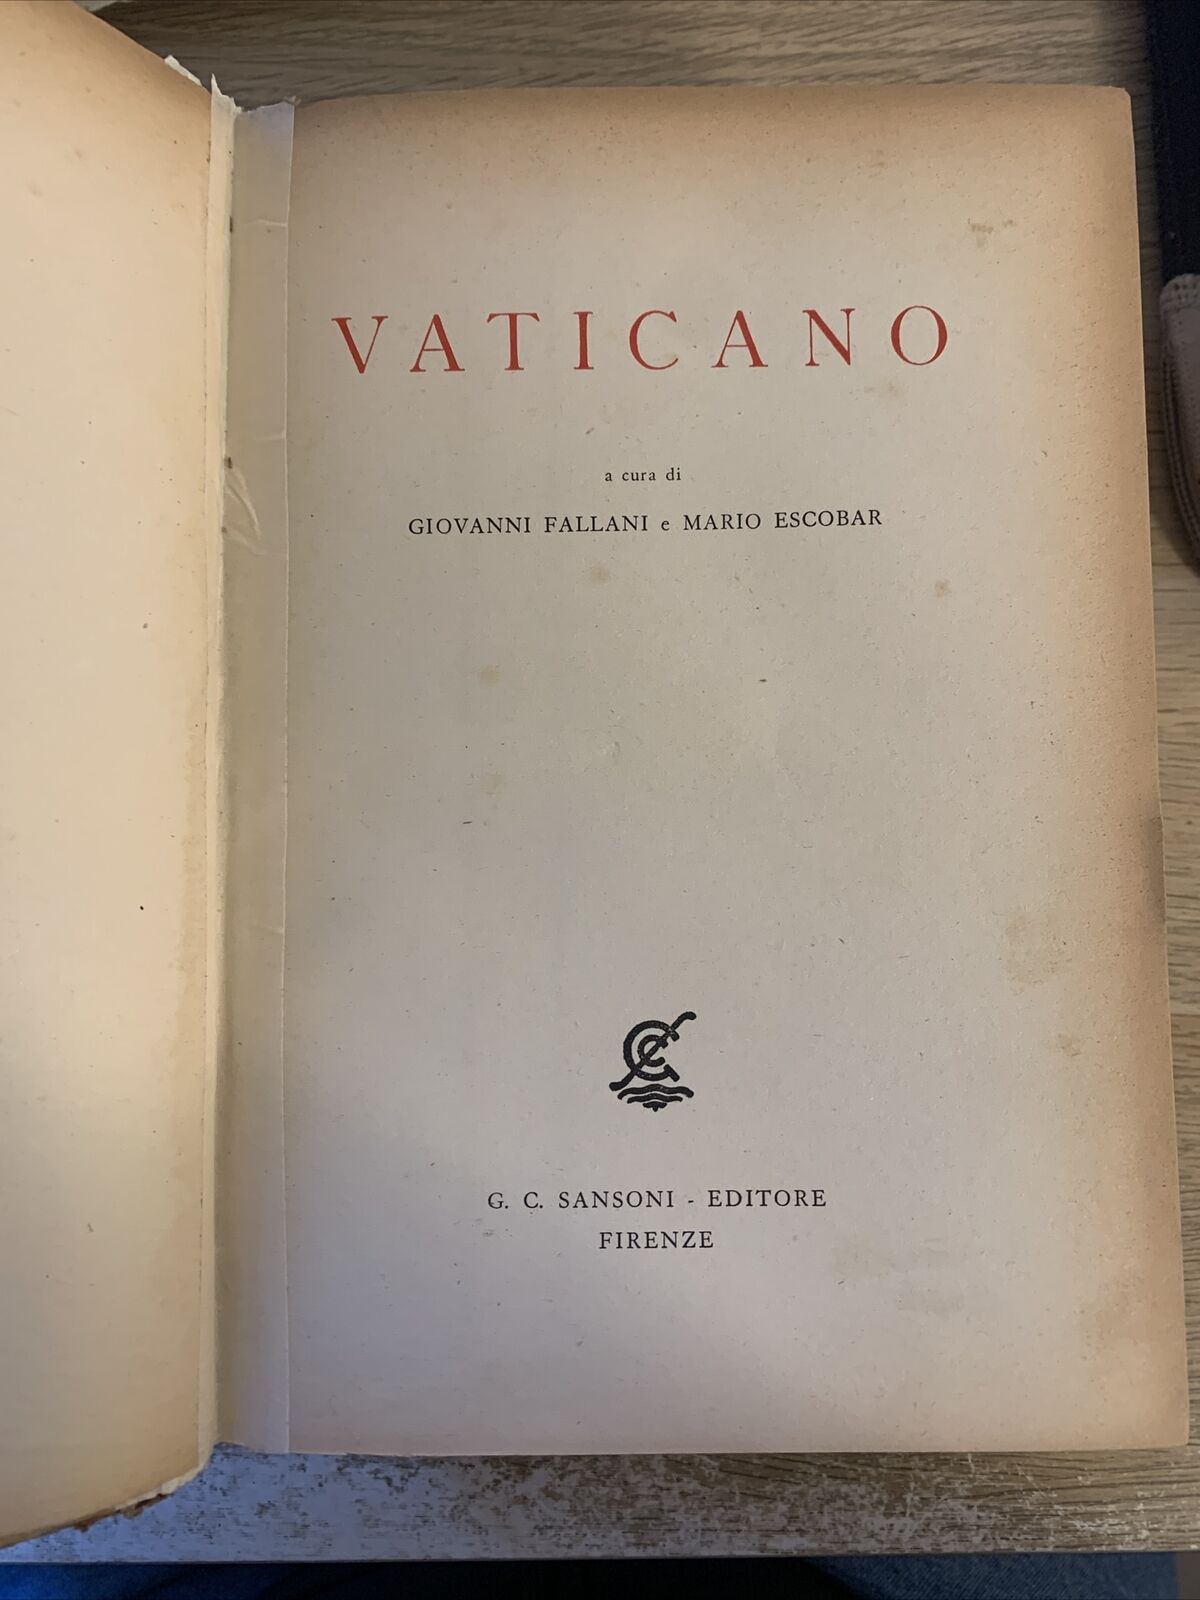 VATICANO
a cura di
GIOVANNI FALLANI e MARIO ESCOBAR
G. C. SANSONI - EDITORE
FIRENZE